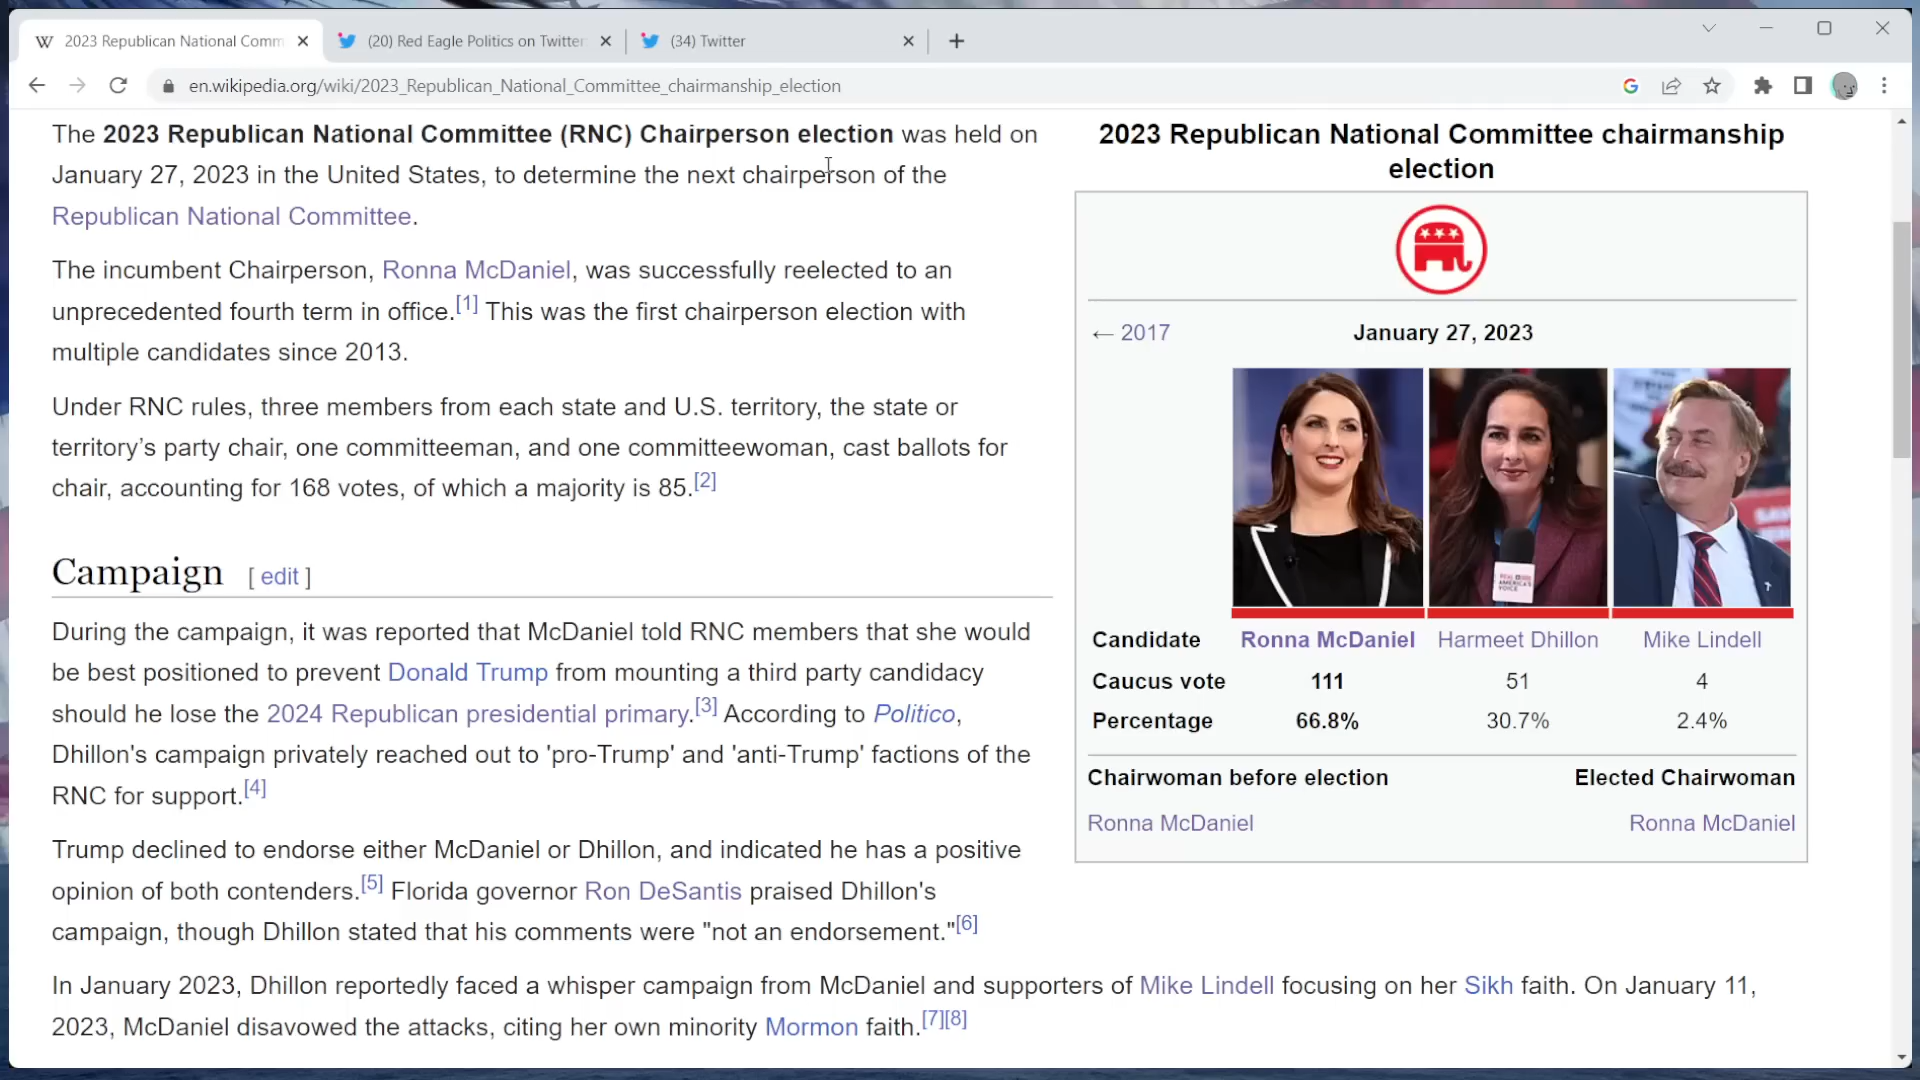 2023 Republican National Comm
(20) Red Eagle Politics on Twitter
(34) Twitter
en.wikipedia.org/wiki/2023_Republican_National_Committee_chairmanship_election
The 2023 Republican National Committee (RNC) Chairperson election was held on
January 27, 2023 in the United States, to determine the next chairperson of the
Republican National Committee.
The incumbent Chairperson, Ronna McDaniel, was successfully reelected to an
unprecedented fourth term in office.[1] This was the first chairperson election with
multiple candidates since 2013.
Under RNC rules, three members from each state and U.S. territory, the state or
territory’s party chair, one committeeman, and one committeewoman, cast ballots for
chair, accounting for 168 votes, of which a majority is 85.[2]
Campaign [ edit ]
During the campaign, it was reported that McDaniel told RNC members that she would
be best positioned to prevent Donald Trump from mounting a third party candidacy
should he lose the 2024 Republican presidential primary.[3] According to Politico,
Dhillon's campaign privately reached out to 'pro-Trump' and 'anti-Trump' factions of the
RNC for support.[4]
Trump declined to endorse either McDaniel or Dhillon, and indicated he has a positive
opinion of both contenders.[5] Florida governor Ron DeSantis praised Dhillon's
campaign, though Dhillon stated that his comments were "not an endorsement."[6]
In January 2023, Dhillon reportedly faced a whisper campaign from McDaniel and supporters of Mike Lindell focusing on her Sikh faith. On January 11,
2023, McDaniel disavowed the attacks, citing her own minority Mormon faith.[7][8]
2023 Republican National Committee chairmanship
election
← 2017 January 27, 2023
REAL AMERICA'S VOICE
Candidate Ronna McDaniel Harmeet Dhillon Mike Lindell
Caucus vote 111 51 4
Percentage 66.8% 30.7% 2.4%
Chairwoman before election Elected Chairwoman
Ronna McDaniel Ronna McDaniel